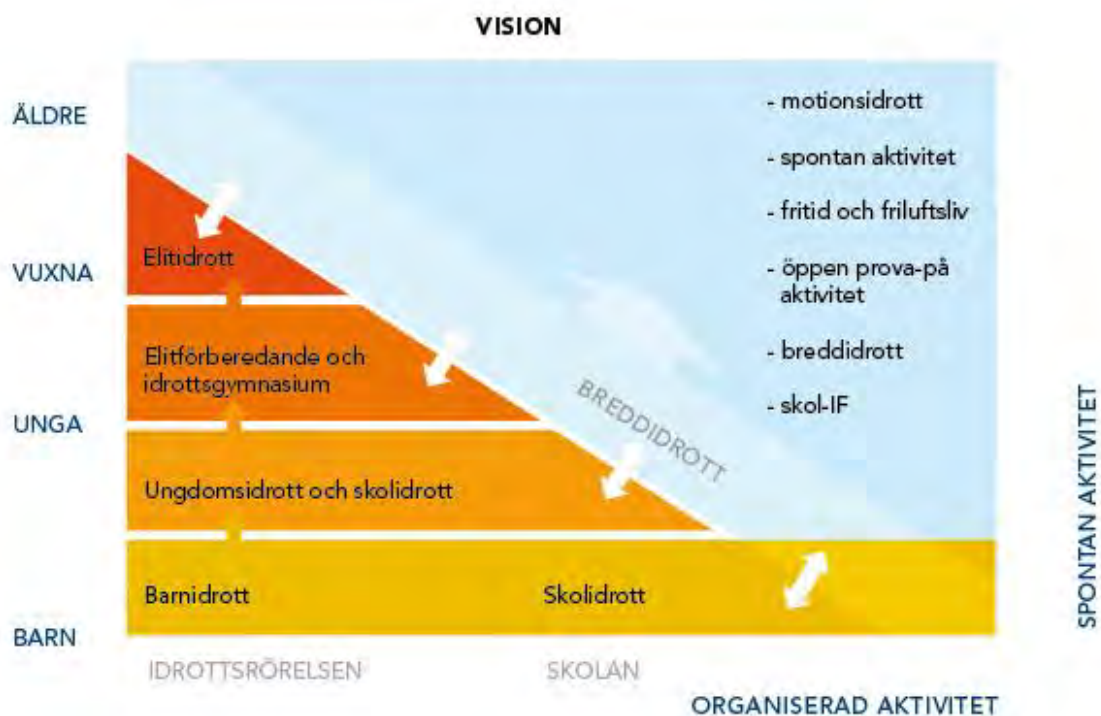 VISION
ÄLDRE
- motionsidrott
- spontan aktivitet
- fritid och friluftsliv
Elitidrott
VUXNA
- öppen prova-på
aktivitet
Elitförberedande och
idrottsgymnasium
- breddidrott
BREDDIDROTT
- skol-IF
UNGA
Ungdomsidrott och skolidrott
SPONTAN AKTIVITET
Barnidrott
Skolidrott
BARN
IDROTTSRÖRELSEN
SKOLAN
ORGANISERAD AKTIVITET